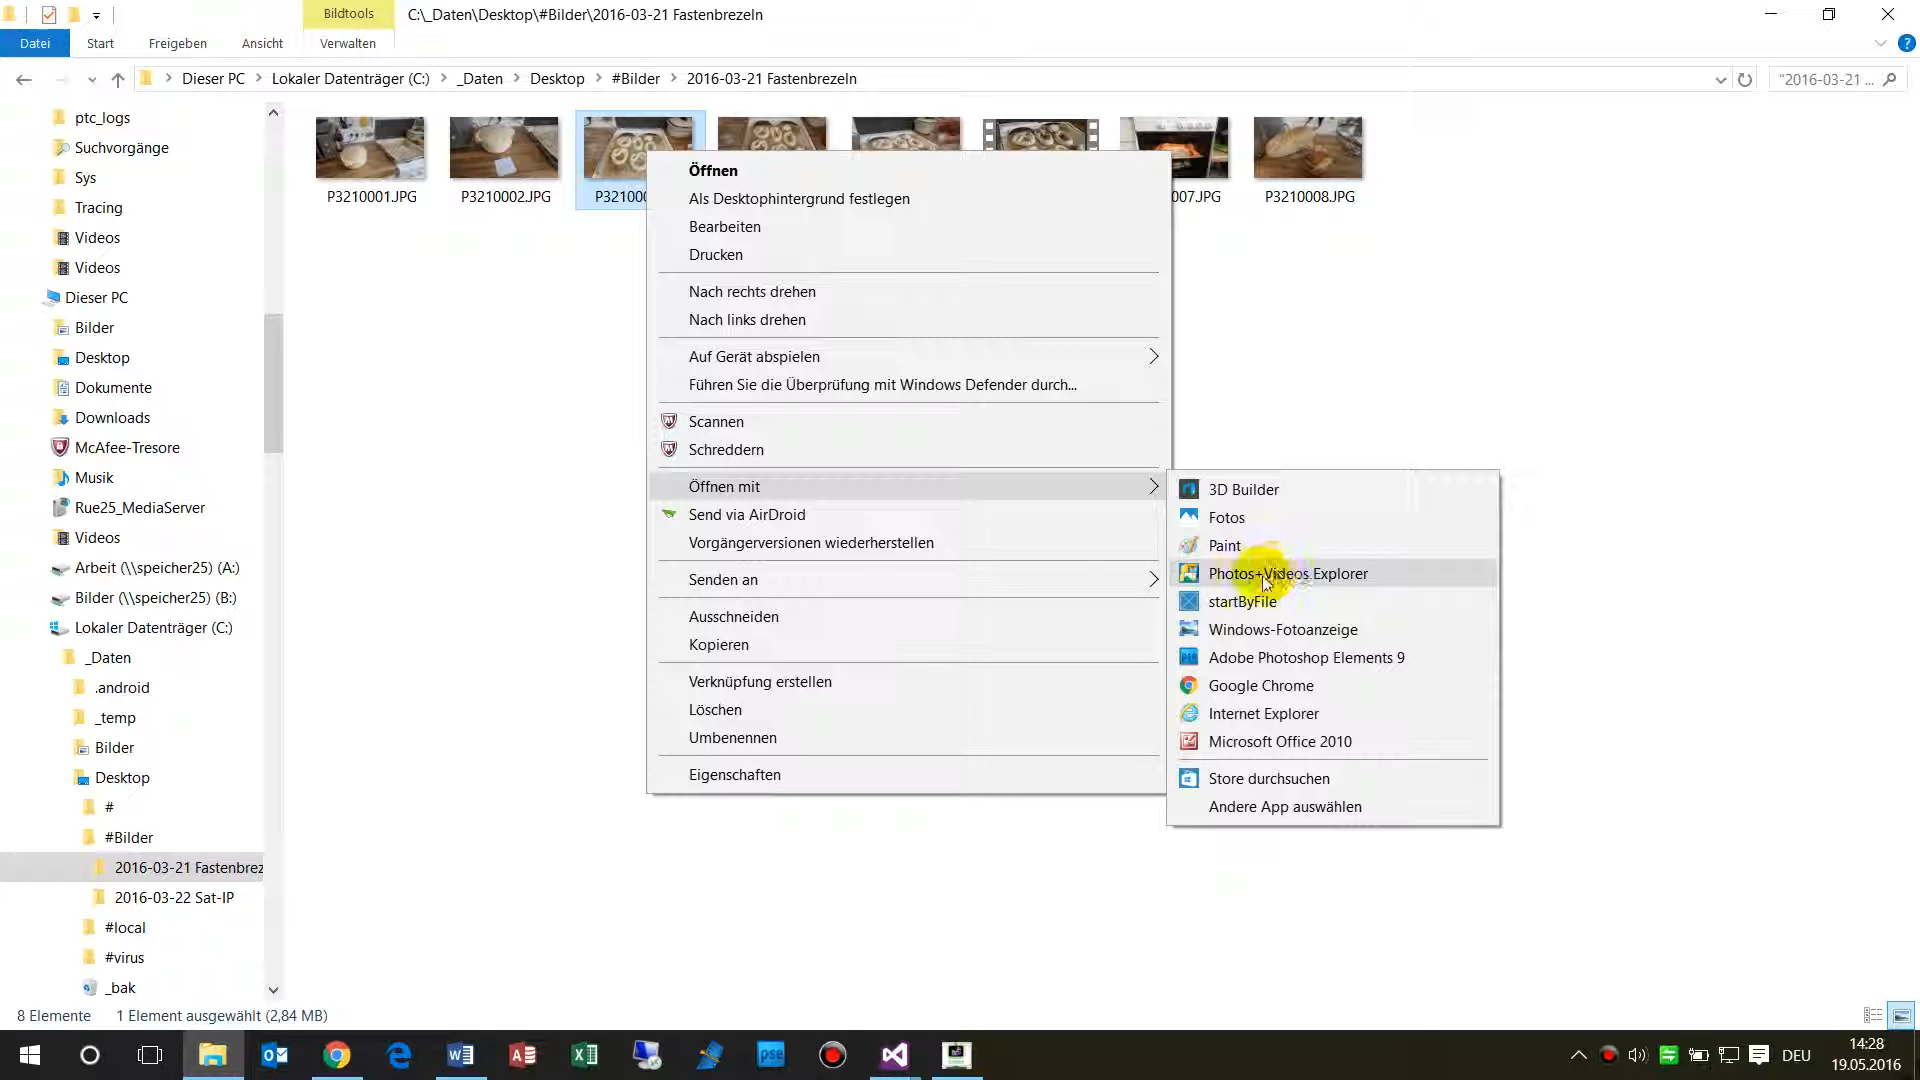 Bildtools
C:\_Daten\Desktop\#Bilder\2016-03-21 Fastenbrezeln
Datei
Start
Freigeben
Ansicht
Verwalten
Dieser PC
Lokaler Datenträger (C:)
_Daten
Desktop
#Bilder
2016-03-21 Fastenbrezeln
"2016-03-21 ...
ptc_logs
Suchvorgänge
Sys
Tracing
Videos
Videos
Dieser PC
Bilder
Desktop
Dokumente
Downloads
McAfee-Tresore
Musik
Rue25_MediaServer
Videos
Arbeit (\\speicher25) (A:)
Bilder (\\speicher25) (B:)
Lokaler Datenträger (C:)
_Daten
.android
_temp
Bilder
Desktop
#
#Bilder
2016-03-21 Fastenbrez
2016-03-22 Sat-IP
#local
#virus
_bak
P3210001.JPG
P3210002.JPG
P32100
007.JPG
P3210008.JPG
Öffnen
Als Desktophintergrund festlegen
Bearbeiten
Drucken
Nach rechts drehen
Nach links drehen
Auf Gerät abspielen
Führen Sie die Überprüfung mit Windows Defender durch...
Scannen
Schreddern
Öffnen mit
Send via AirDroid
Vorgängerversionen wiederherstellen
Senden an
Ausschneiden
Kopieren
Verknüpfung erstellen
Löschen
Umbenennen
Eigenschaften
3D Builder
Fotos
Paint
Photos+Videos Explorer
startByFile
Windows-Fotoanzeige
Adobe Photoshop Elements 9
Google Chrome
Internet Explorer
Microsoft Office 2010
Store durchsuchen
Andere App auswählen
8 Elemente
1 Element ausgewählt (2,84 MB)
DEU
14:28
19.05.2016